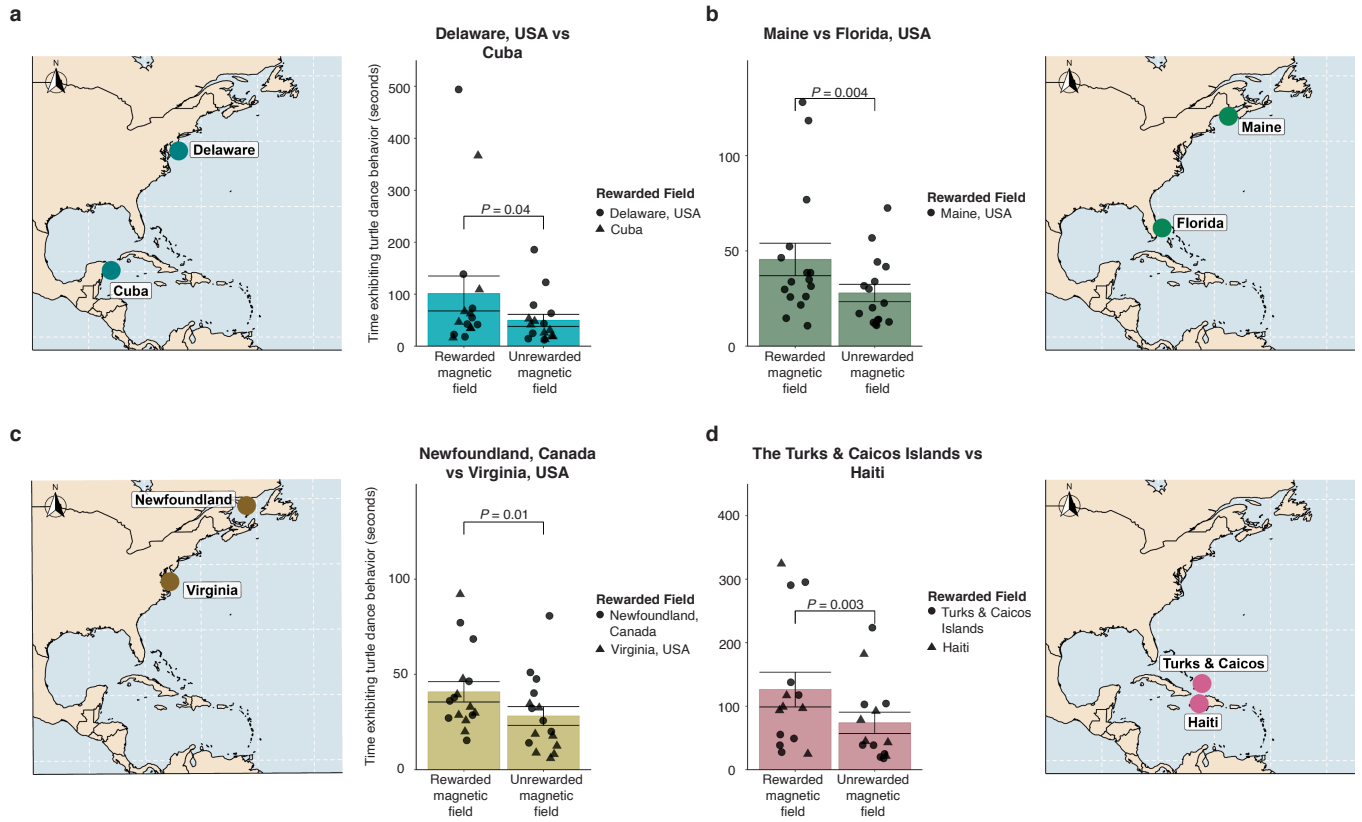 a
N
Delaware
Cuba
Delaware, USA vs
Cuba
Time exhibiting turtle dance behavior (seconds)
500
400
300
200
100
0
P = 0.04
Rewarded
magnetic
field
Unrewarded
magnetic
field
Rewarded Field
Delaware, USA
Cuba
b
Maine vs Florida, USA
100
50
0
P = 0.004
Rewarded
magnetic
field
Unrewarded
magnetic
field
Rewarded Field
Maine, USA
N
Maine
Florida
c
N
Newfoundland
Virginia
Newfoundland, Canada
vs Virginia, USA
Time exhibiting turtle dance behavior (seconds)
100
50
0
P = 0.01
Rewarded
magnetic
field
Unrewarded
magnetic
field
Rewarded Field
Newfoundland,
Canada
Virginia, USA
d
The Turks & Caicos Islands vs
Haiti
400
300
200
100
0
P = 0.003
Rewarded
magnetic
field
Unrewarded
magnetic
field
Rewarded Field
Turks & Caicos
Islands
Haiti
N
Turks & Caicos
Haiti